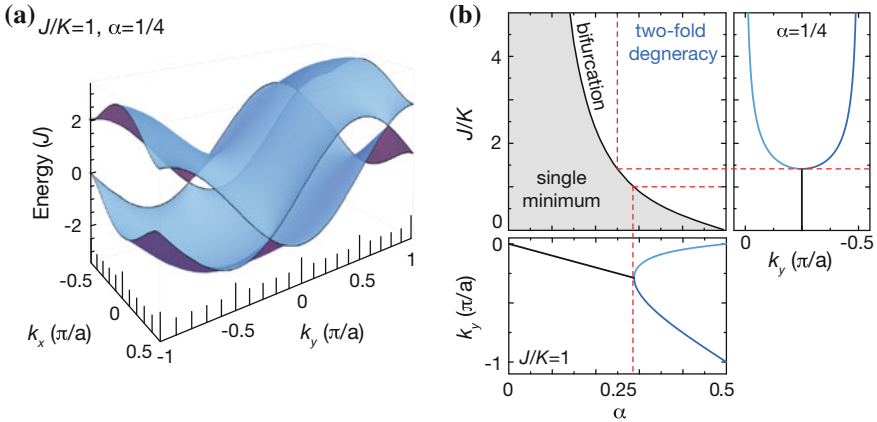 (a)
J/K=1, α=1/4
Energy (J)
2
0
-2
-0.5
0
0.5
kx (π/a)
-1
-0.5
0
0.5
1
ky (π/a)
(b)
J/K
4
2
0
bifurcation
two-fold
degneracy
single
minimum
α=1/4
0
-0.5
ky (π/a)
ky (π/a)
0
-1
J/K=1
0
0.25
0.5
α